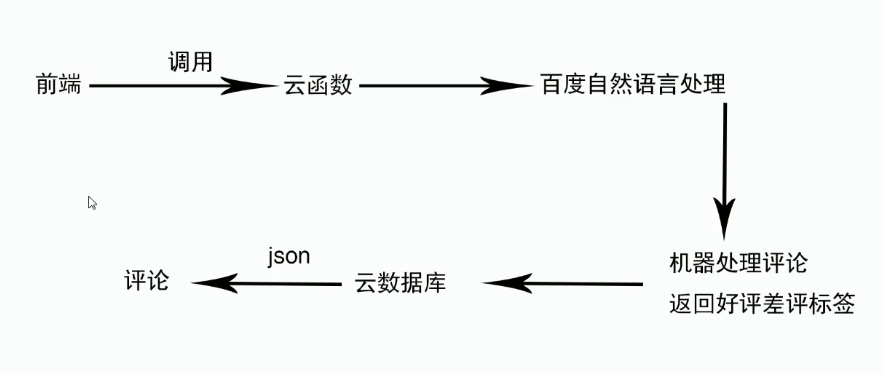 调用
前端
云函数
百度自然语言处理
机器处理评论
返回好评差评标签
json
云数据库
评论